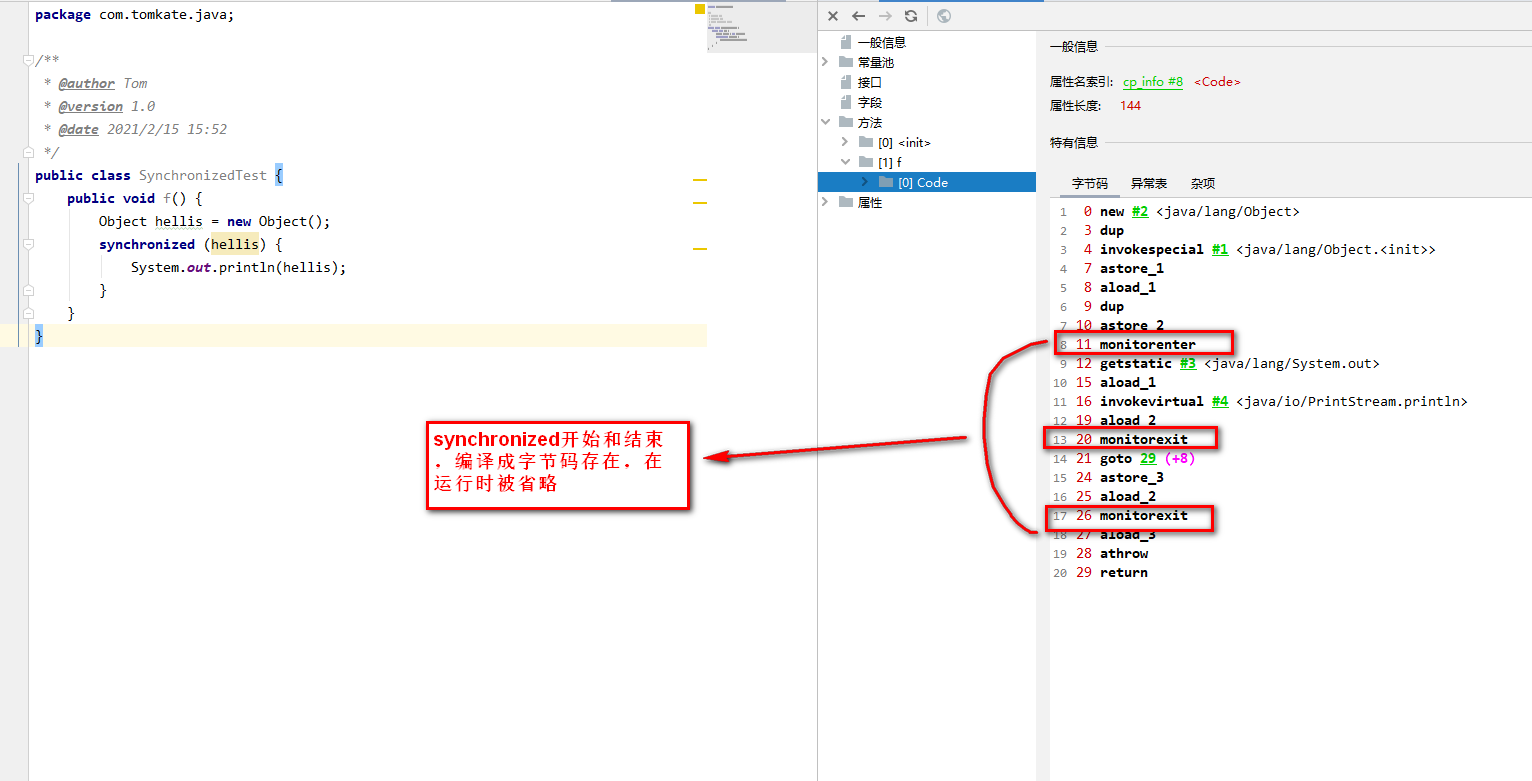 package com.tomkate.java;
/**
* @author Tom
* @version 1.0
* @date 2021/2/15 15:52
*/
public class SynchronizedTest {
public void f() {
Object hellis = new Object();
synchronized (hellis) {
System.out.println(hellis);
}
}
}
synchronized开始和结束
，编译成字节码存在，在
运行时被省略
一般信息
常量池
接口
字段
方法
[0] <init>
[1] f
[0] Code
属性
一般信息
属性名索引: cp_info #8 <Code>
属性长度: 144
特有信息
字节码 异常表 杂项
1 0 new #2 <java/lang/Object>
2 3 dup
3 4 invokespecial #1 <java/lang/Object.<init>>
4 7 astore_1
5 8 aload_1
6 9 dup
7 10 astore_2
8 11 monitorenter
9 12 getstatic #3 <java/lang/System.out>
10 15 aload_1
11 16 invokevirtual #4 <java/io/PrintStream.println>
12 19 aload_2
13 20 monitorexit
14 21 goto 29 (+8)
15 24 astore_3
16 25 aload_2
17 26 monitorexit
18 27 aload_3
19 28 athrow
20 29 return